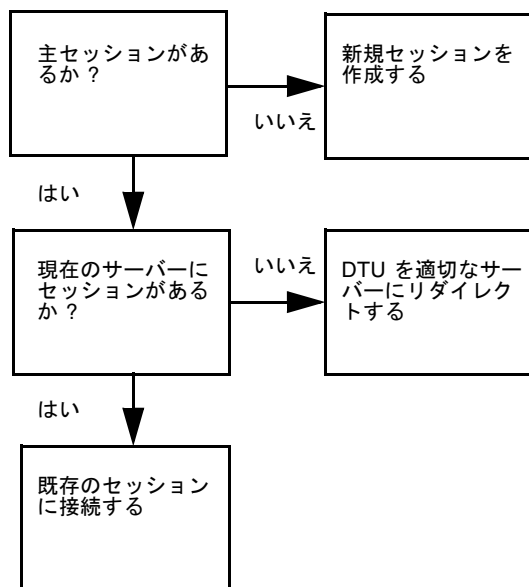 主セッションがあ
るか ?
新規セッションを
作成する
いいえ
はい
現在のサーバーに
セッションがある
か ?
いいえ
DTU を適切なサー
バーにリダイレク
トする
はい
既存のセッション
に接続する